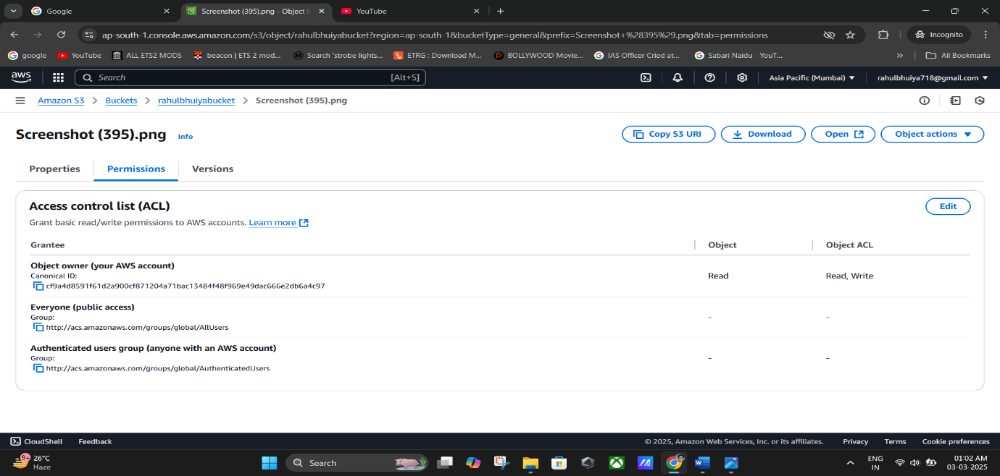 Google
Screenshot (395).png - Object i
YouTube
ap-south-1.console.aws.amazon.com/s3/object/rahulbhuiyabucket?region=ap-south-1&bucketType=general&prefix=Screenshot+%28395%29.png&tab=permissions
Incognito
google
YouTube
ALL ETS2 MODS
beacon | ETS 2 mod...
Search 'strobe lights...
ETRG : Download M...
BOLLYWOOD Movie...
IAS Officer Cried at...
Sabari Naidu - YouT...
All Bookmarks
aws
Search [Alt+S]
Asia Pacific (Mumbai)
rahulbhuiya718@gmail.com
Amazon S3 > Buckets > rahulbhuiyabucket > Screenshot (395).png
Screenshot (395).png Info
Copy S3 URI
Download
Open
Object actions
Properties
Permissions
Versions
Access control list (ACL)
Edit
Grant basic read/write permissions to AWS accounts. Learn more
Grantee Object Object ACL
Object owner (your AWS account)
Canonical ID:
Read Read, Write
cf9a4d8591f61d2a900cf871204a71bac13484f48f969e49dac666e2db6a4c97
Everyone (public access)
Group:
- -
http://acs.amazonaws.com/groups/global/AllUsers
Authenticated users group (anyone with an AWS account)
Group:
- -
http://acs.amazonaws.com/groups/global/AuthenticatedUsers
CloudShell Feedback
© 2025, Amazon Web Services, Inc. or its affiliates. Privacy Terms Cookie preferences
9+
26°C
Haze
Search
ENG
IN
01:02 AM
03-03-2025